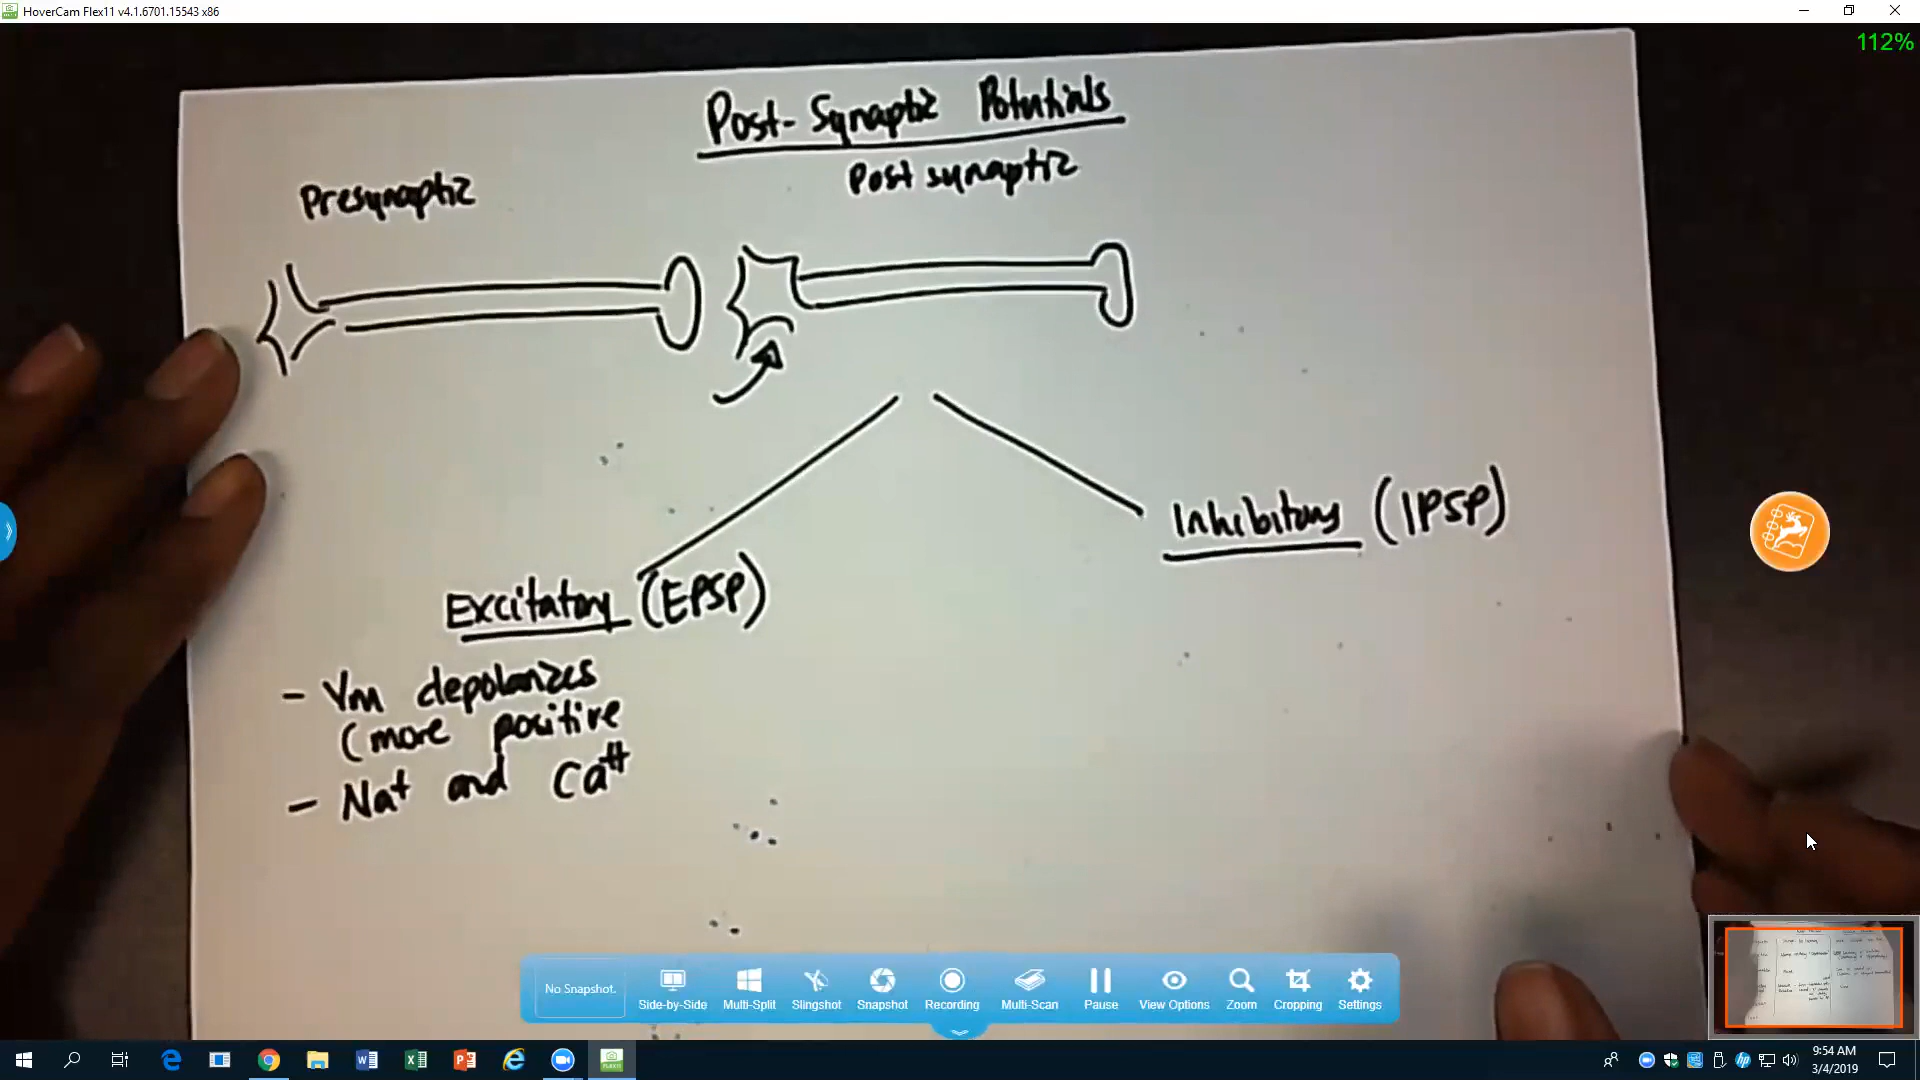 HoverCam Flex11 v4.1.6701.15543 x86
112%
Post-Synaptic Potentials
Presynaptic
Post synaptic
Inhibitory (IPSP)
Excitatory (EPSP)
- Vm depolarizes
(more positive
- Na+ and Ca++
No Snapshot.
Side-by-Side
Multi-Split
Slingshot
Snapshot
Recording
Multi-Scan
Pause
View Options
Zoom
Cropping
Settings
9:54 AM
3/4/2019